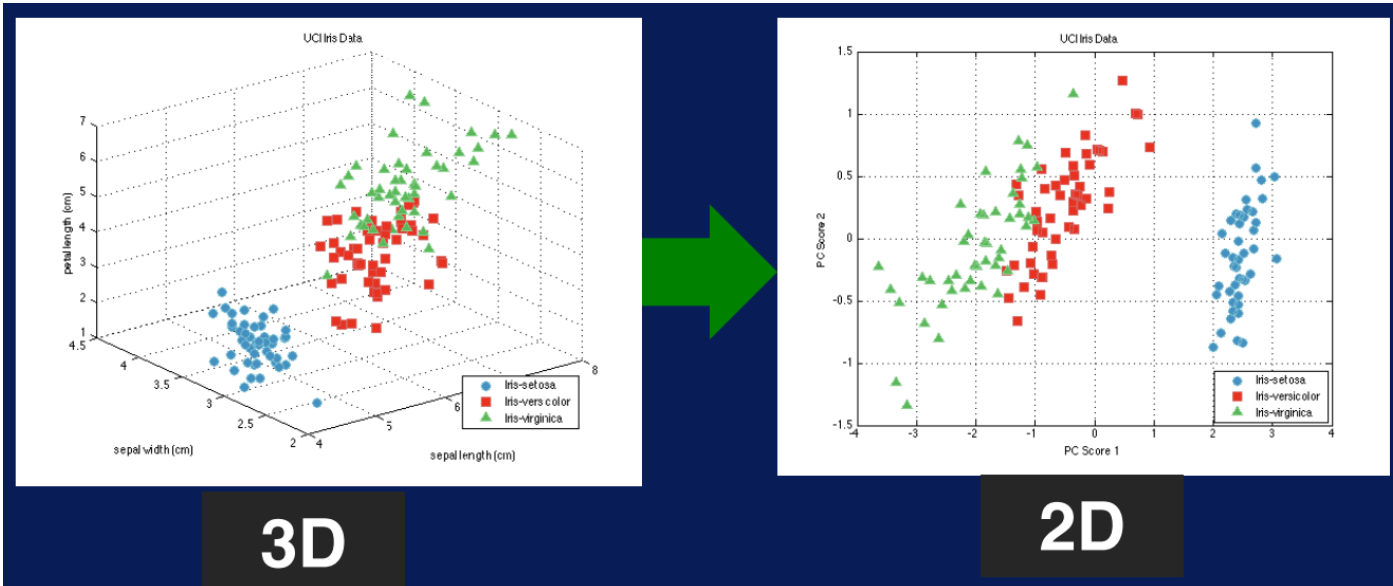 UCI Iris Data
7
6
5
4
3
2
1
petal length (cm)
4.5
4
3.5
3
2.5
2
sepal width (cm)
4
5
6
8
sepal length (cm)
Iris-setosa
Iris-versicolor
Iris-virginica
3D
UCI Iris Data
1.5
1
0.5
0
-0.5
-1
-1.5
PC Score 2
-4
-3
-2
-1
0
1
2
3
4
PC Score 1
Iris-setosa
Iris-versicolor
Iris-virginica
2D